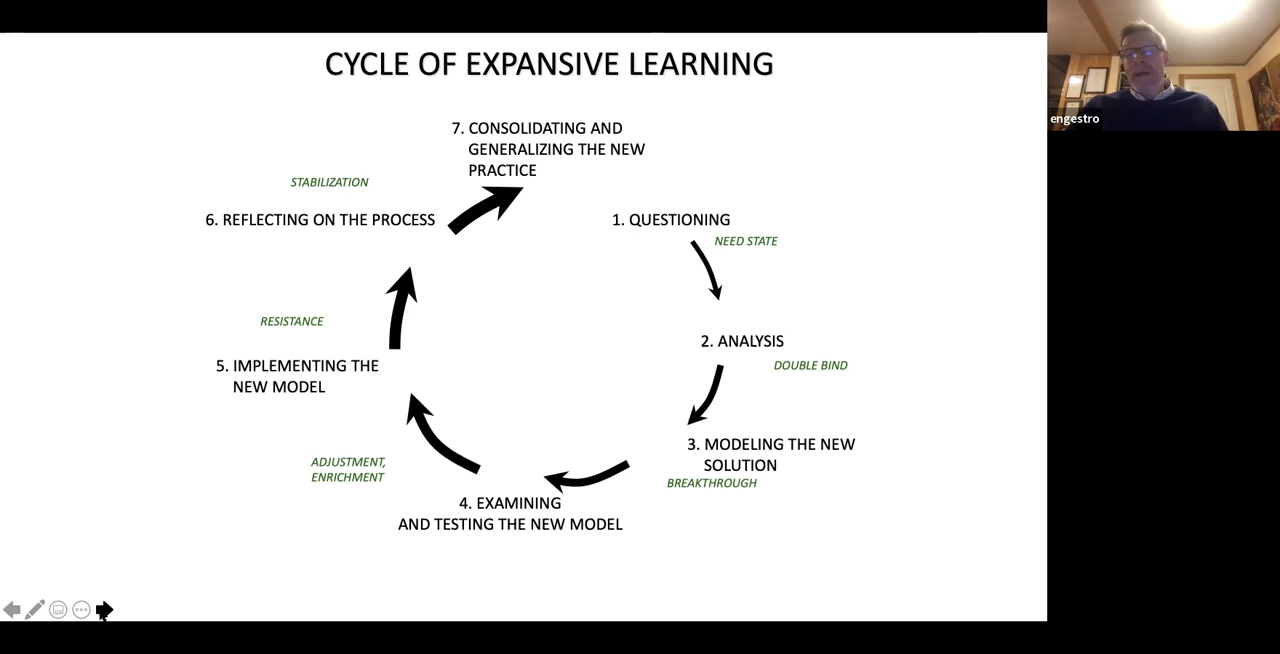 CYCLE OF EXPANSIVE LEARNING
engestro
7. CONSOLIDATING AND
GENERALIZING THE NEW
PRACTICE
STABILIZATION
6. REFLECTING ON THE PROCESS
1. QUESTIONING
NEED STATE
RESISTANCE
2. ANALYSIS
5. IMPLEMENTING THE
NEW MODEL
DOUBLE BIND
3. MODELING THE NEW
SOLUTION
ADJUSTMENT,
ENRICHMENT
BREAKTHROUGH
4. EXAMINING
AND TESTING THE NEW MODEL